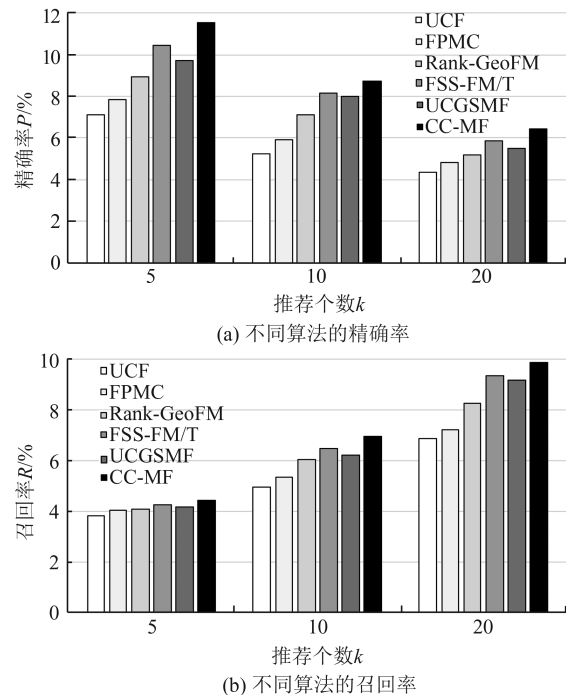 12
10
8
6
4
2
0
精确率P/%
UCF
FPMC
Rank-GeoFM
FSS-FM/T
UCGSMF
CC-MF
5 10 20
推荐个数k
(a) 不同算法的精确率
10
8
6
4
2
0
召回率R/%
UCF
FPMC
Rank-GeoFM
FSS-FM/T
UCGSMF
CC-MF
5 10 20
推荐个数k
(b) 不同算法的召回率